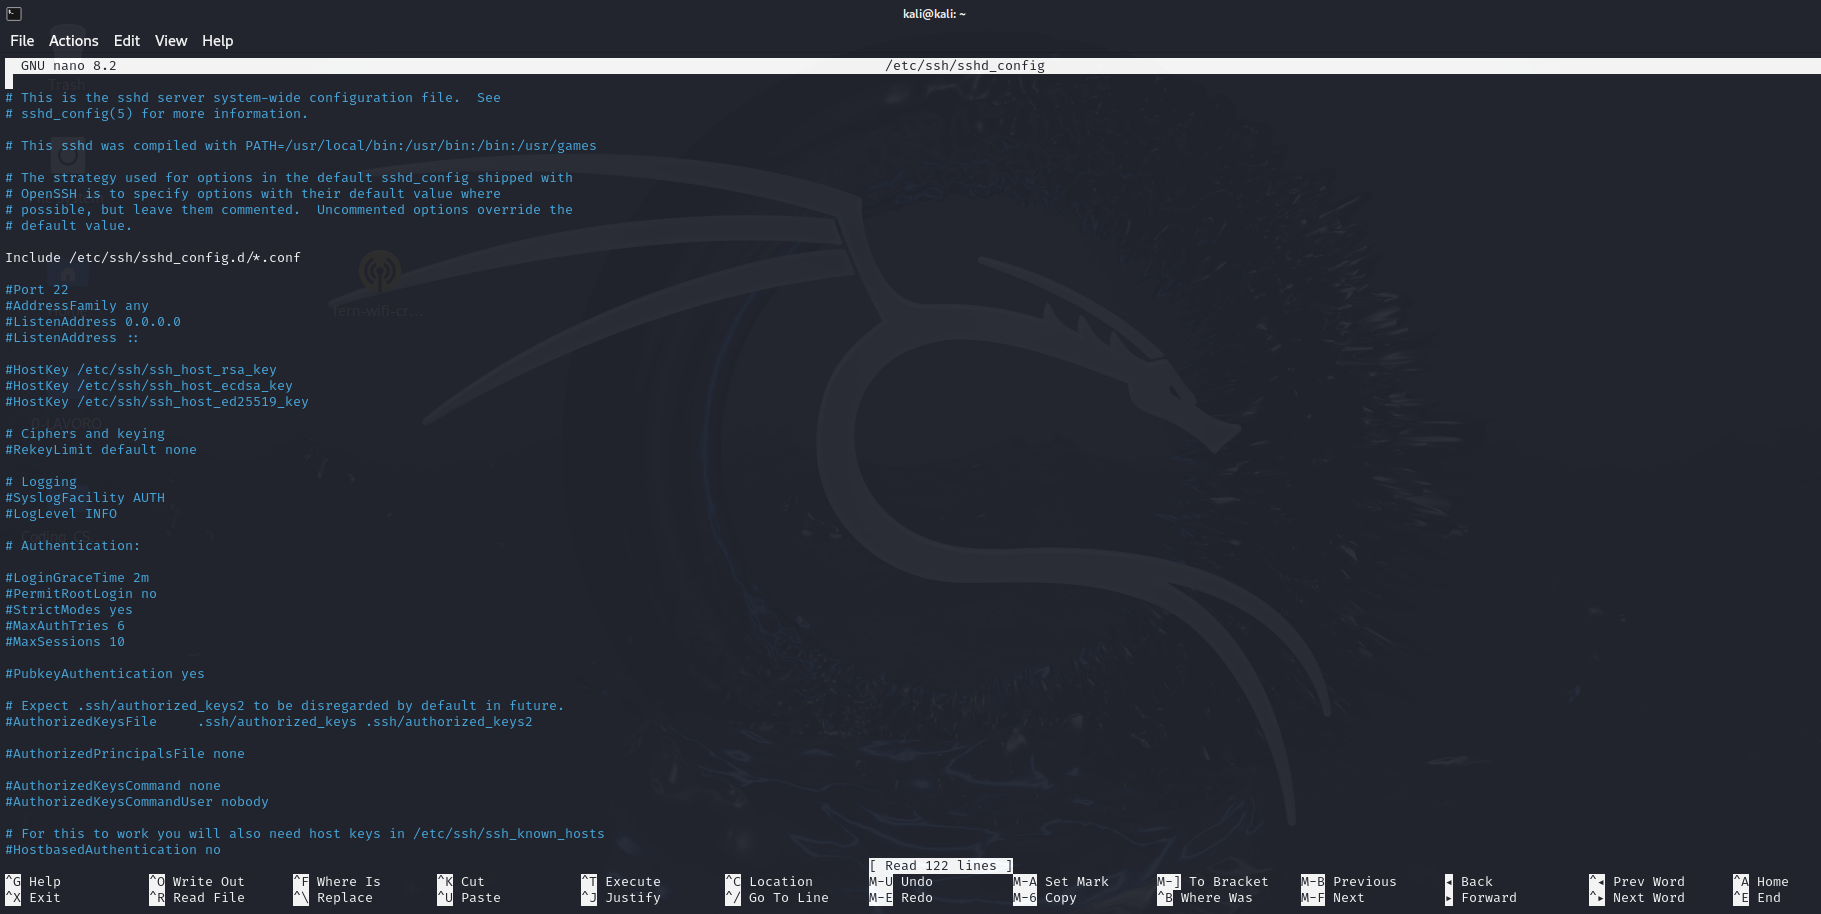 kali@kali: ~
File Actions Edit View Help
GNU nano 8.2 /etc/ssh/sshd_config
# This is the sshd server system-wide configuration file.  See
# sshd_config(5) for more information.
# This sshd was compiled with PATH=/usr/local/bin:/usr/bin:/bin:/usr/games
# The strategy used for options in the default sshd_config shipped with
# OpenSSH is to specify options with their default value where
# possible, but leave them commented.  Uncommented options override the
# default value.
Include /etc/ssh/sshd_config.d/*.conf
#Port 22
#AddressFamily any
#ListenAddress 0.0.0.0
#ListenAddress ::
#HostKey /etc/ssh/ssh_host_rsa_key
#HostKey /etc/ssh/ssh_host_ecdsa_key
#HostKey /etc/ssh/ssh_host_ed25519_key
# Ciphers and keying
#RekeyLimit default none
# Logging
#SyslogFacility AUTH
#LogLevel INFO
# Authentication:
#LoginGraceTime 2m
#PermitRootLogin no
#StrictModes yes
#MaxAuthTries 6
#MaxSessions 10
#PubkeyAuthentication yes
# Expect .ssh/authorized_keys2 to be disregarded by default in future.
#AuthorizedKeysFile     .ssh/authorized_keys .ssh/authorized_keys2
#AuthorizedPrincipalsFile none
#AuthorizedKeysCommand none
#AuthorizedKeysCommandUser nobody
# For this to work you will also need host keys in /etc/ssh/ssh_known_hosts
#HostbasedAuthentication no
[ Read 122 lines ]
^G Help ^O Write Out ^F Where Is ^K Cut ^T Execute ^C Location M-U Undo M-A Set Mark M-] To Bracket M-B Previous ◂ Back ^◂ Prev Word ^A Home
^X Exit ^R Read File ^\ Replace ^U Paste ^J Justify ^/ Go To Line M-E Redo M-6 Copy ^B Where Was M-F Next ▸ Forward ^▸ Next Word ^E End
Trash
fern-wifi-cr...